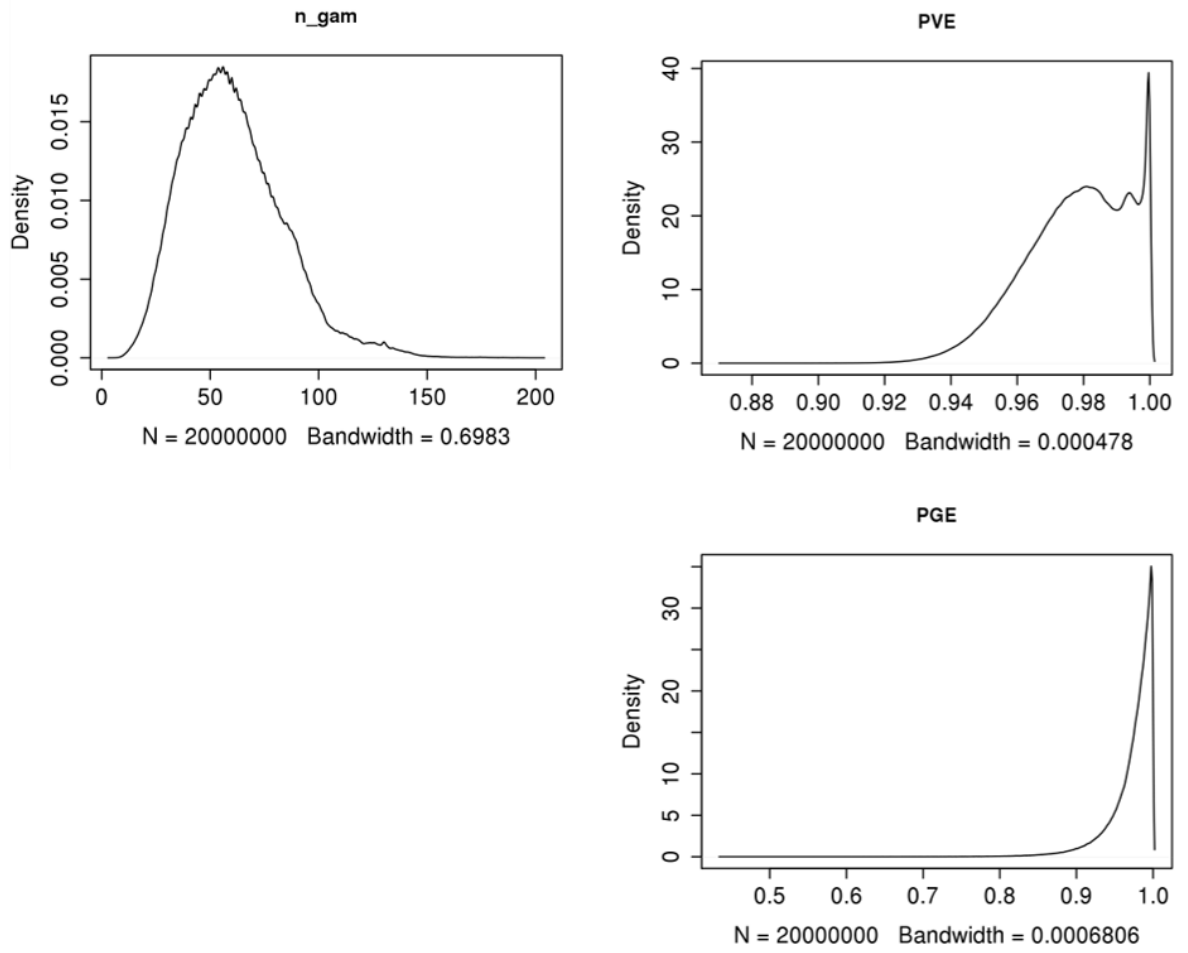 n_gam
Density
0.000 0.005 0.010 0.015
0 50 100 150 200
N = 20000000 Bandwidth = 0.6983
PVE
Density
0 10 20 30 40
0.88 0.90 0.92 0.94 0.96 0.98 1.00
N = 20000000 Bandwidth = 0.000478
PGE
Density
0 5 10 20 30
0.5 0.6 0.7 0.8 0.9 1.0
N = 20000000 Bandwidth = 0.0006806